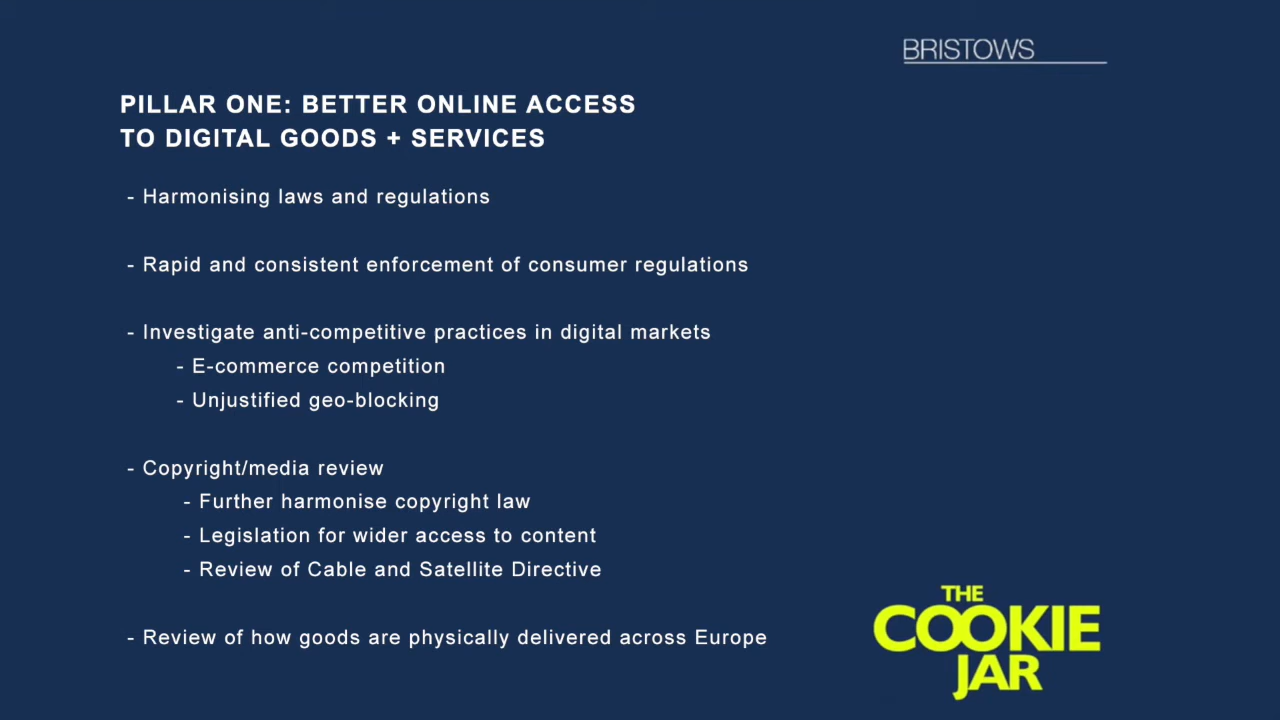 BRISTOWS
PILLAR ONE: BETTER ONLINE ACCESS
TO DIGITAL GOODS + SERVICES
- Harmonising laws and regulations
- Rapid and consistent enforcement of consumer regulations
- Investigate anti-competitive practices in digital markets
- E-commerce competition
- Unjustified geo-blocking
- Copyright/media review
- Further harmonise copyright law
- Legislation for wider access to content
- Review of Cable and Satellite Directive
- Review of how goods are physically delivered across Europe
THE
COOKIE
JAR